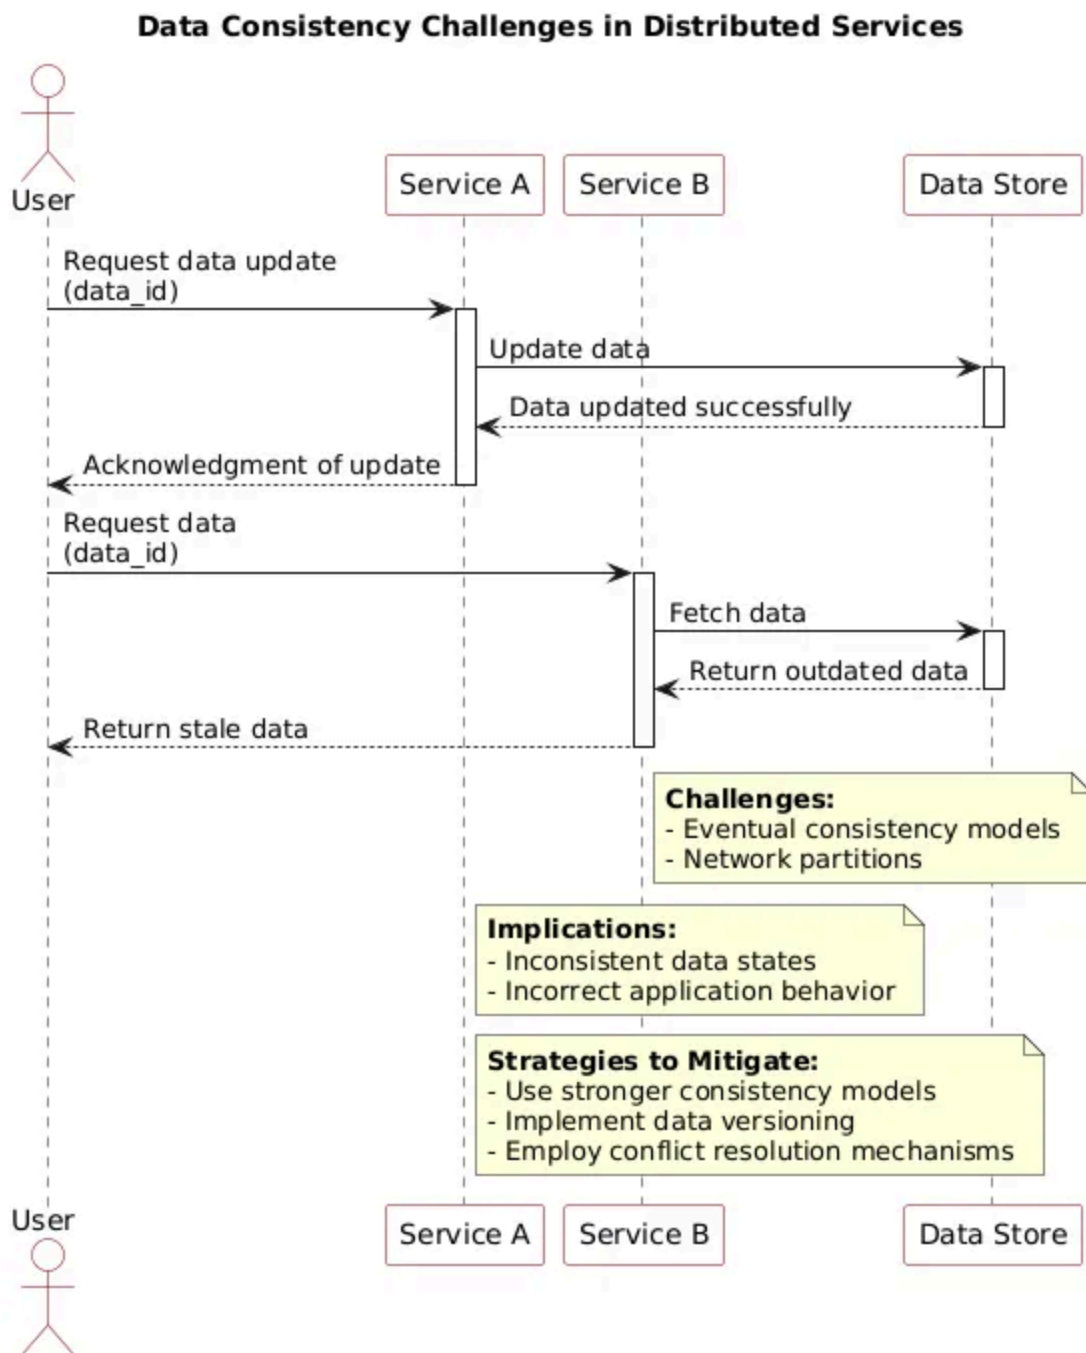 Data Consistency Challenges in Distributed Services
User
Service A
Service B
Data Store
Request data update
(data_id)
Update data
Data updated successfully
Acknowledgment of update
Request data
(data_id)
Fetch data
Return outdated data
Return stale data
Challenges:
- Eventual consistency models
- Network partitions
Implications:
- Inconsistent data states
- Incorrect application behavior
Strategies to Mitigate:
- Use stronger consistency models
- Implement data versioning
- Employ conflict resolution mechanisms
User
Service A
Service B
Data Store